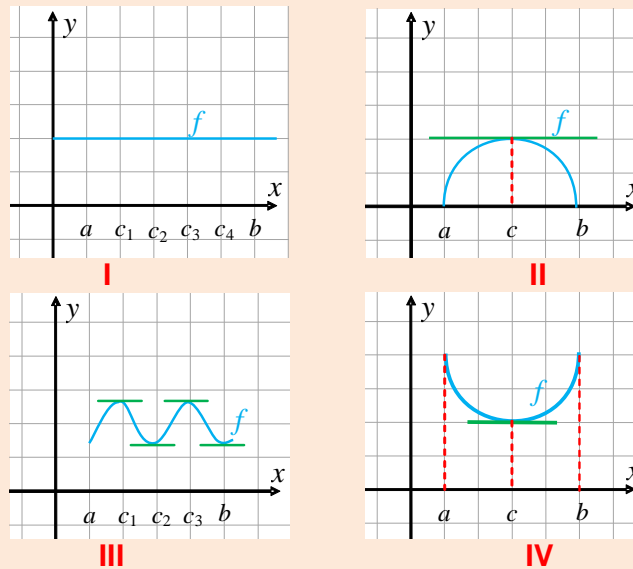 y
f
x
a c₁ c₂ c₃ c₄ b
I
y
f
x
a c b
II
y
f
x
a c₁ c₂ c₃ b
III
y
f
x
a c b
IV